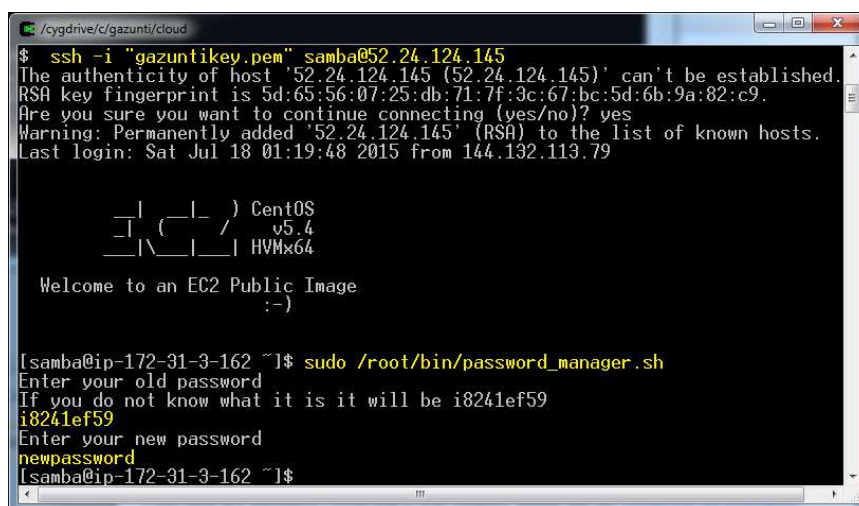 /cygdrive/c/gazunti/cloud
$ ssh -i "gazuntikey.pem" samba@52.24.124.145
The authenticity of host '52.24.124.145 (52.24.124.145)' can't be established.
RSA key fingerprint is 5d:65:56:07:25:db:71:7f:3c:67:bc:5d:6b:9a:82:c9.
Are you sure you want to continue connecting (yes/no)? yes
Warning: Permanently added '52.24.124.145' (RSA) to the list of known hosts.
Last login: Sat Jul 18 01:19:48 2015 from 144.132.113.79
__|  __|_  ) CentOS
_|  (     /   v5.4
___|\___|___| HVMx64
Welcome to an EC2 Public Image
:-)
[samba@ip-172-31-3-162 ~]$ sudo /root/bin/password_manager.sh
Enter your old password
If you do not know what it is it will be i8241ef59
i8241ef59
Enter your new password
newpassword
[samba@ip-172-31-3-162 ~]$